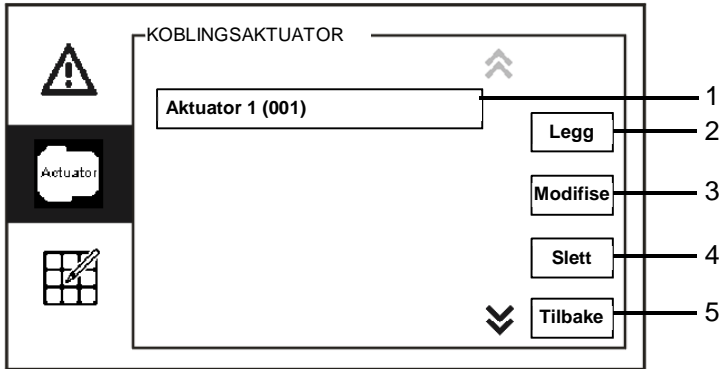 KOBLINGSAKTUATOR
Aktuator 1 (001)
1
Legg
2
Actuator
Modifise
3
Slett
4
Tilbake
5